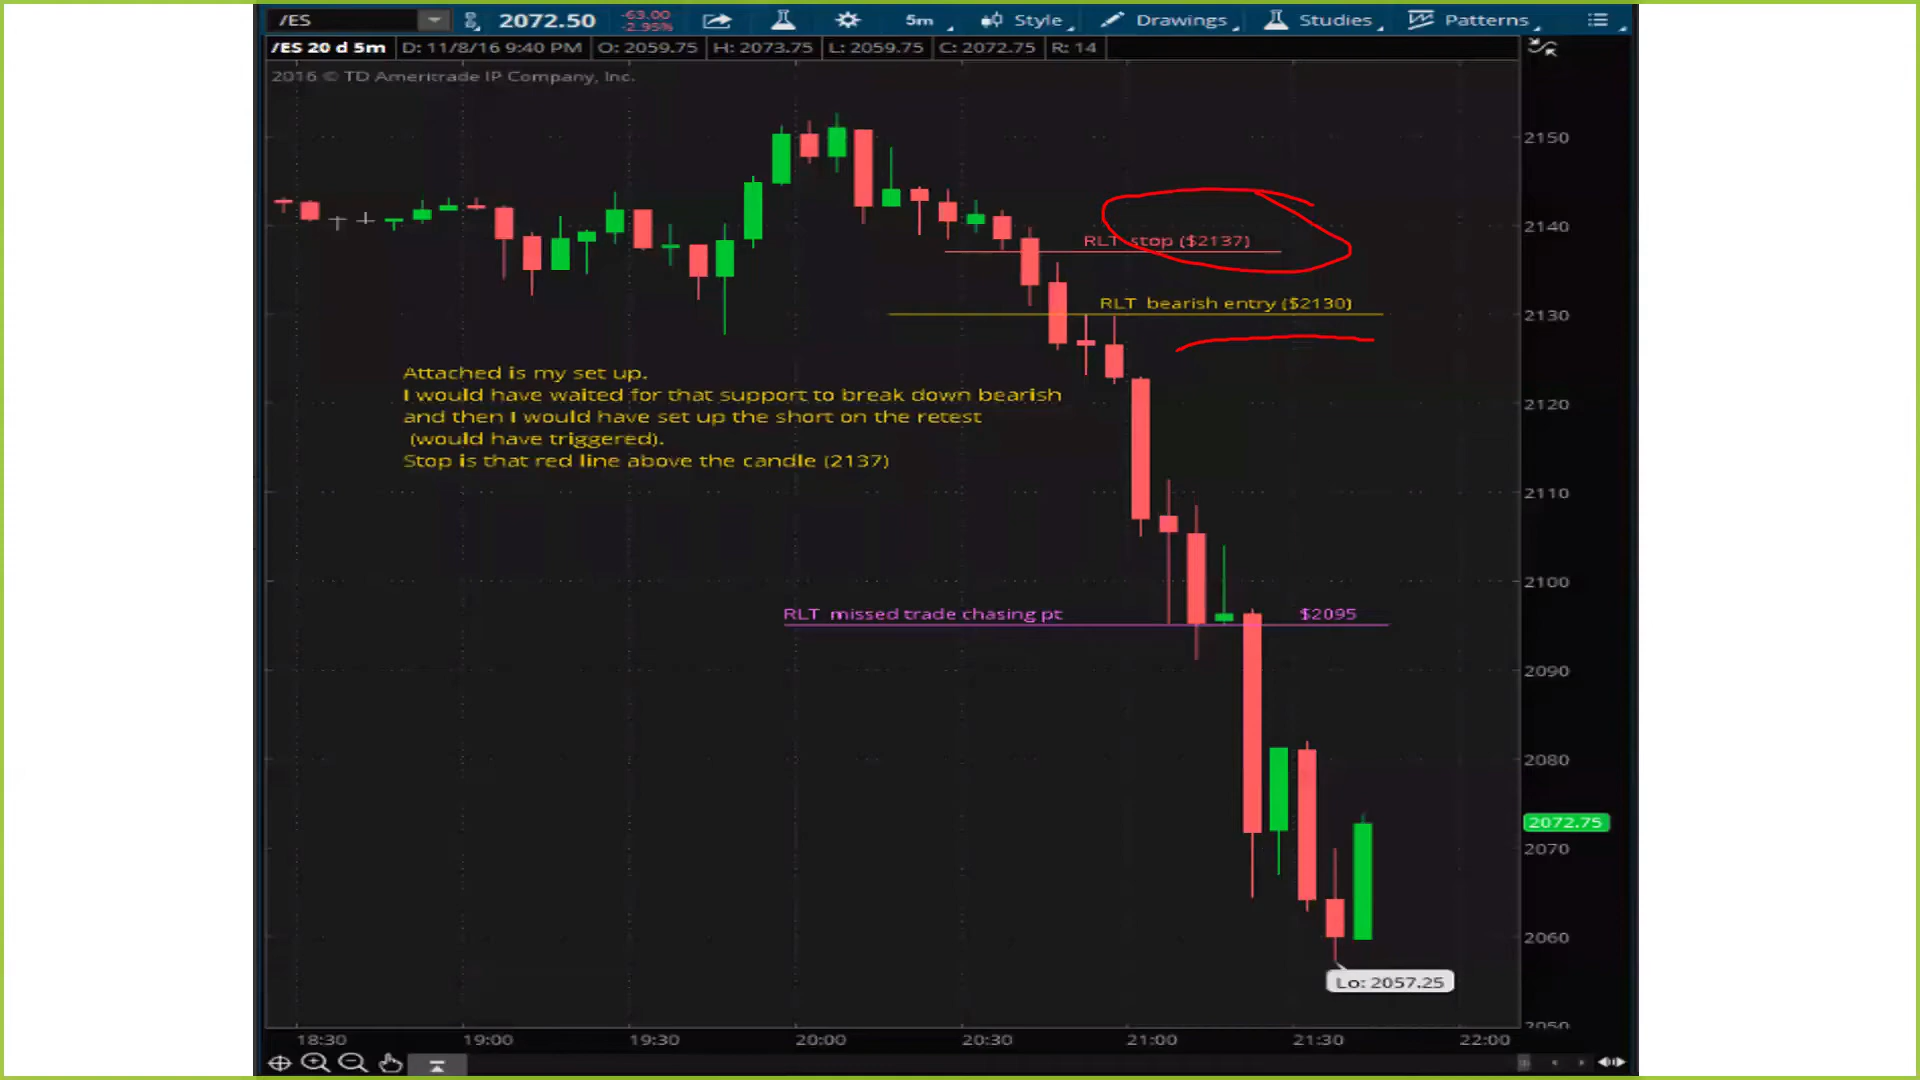 /ES 2072.50 -63.00 5m Style Drawings Studies Patterns
-2.95%
/ES 20 d 5m D: 11/8/16 9:40 PM O: 2059.75 H: 2073.75 L: 2059.75 C: 2072.75 R: 14
2016 © TD Ameritrade IP Company, Inc.
2150
2140
RLT stop ($2137)
RLT bearish entry ($2130)
2130
Attached is my set up.
I would have waited for that support to break down bearish
and then I would have set up the short on the retest
(would have triggered).
Stop is that red line above the candle (2137)
2120
2110
2100
RLT missed trade chasing pt $2095
2090
2080
2072.75
2070
2060
Lo: 2057.25
2050
18:30 19:00 19:30 20:00 20:30 21:00 21:30 22:00